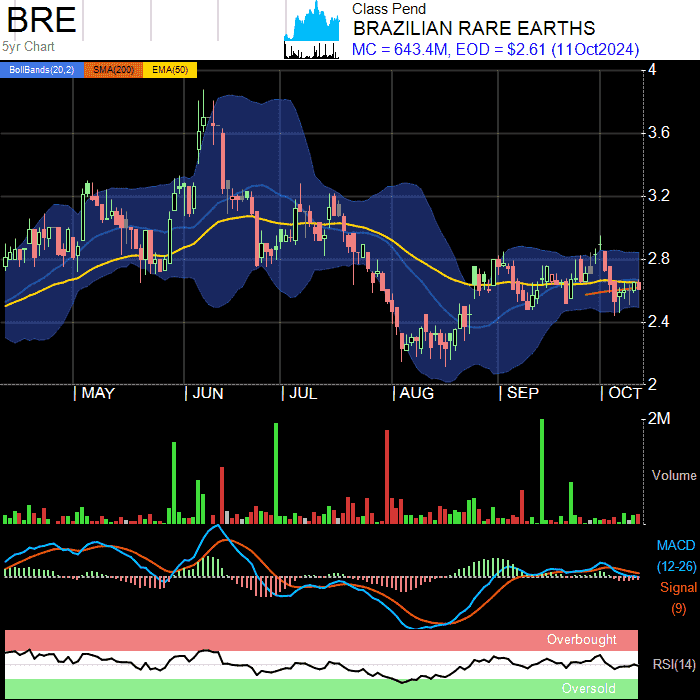 BRE
5yr Chart
Class Pend
BRAZILIAN RARE EARTHS
MC = 643.4M, EOD = $2.61 (11Oct2024)
BollBands(20,2) SMA(200) EMA(50)
4
3.6
3.2
2.8
2.4
2
MAY JUN JUL AUG SEP OCT
2M
Volume
MACD
(12-26)
Signal
(9)
Overbought
RSI(14)
Oversold